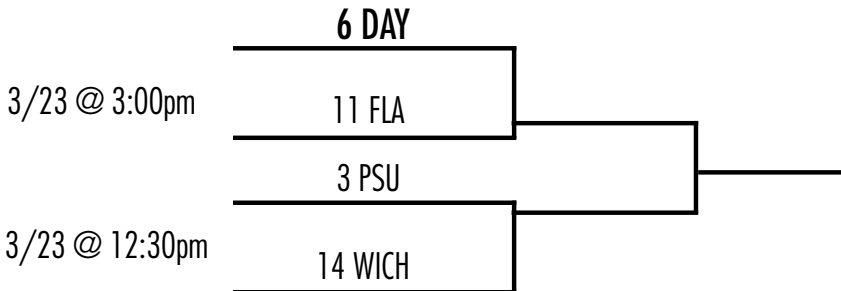 6 DAY
3/23 @ 3:00pm
11 FLA
3 PSU
3/23 @ 12:30pm
14 WICH